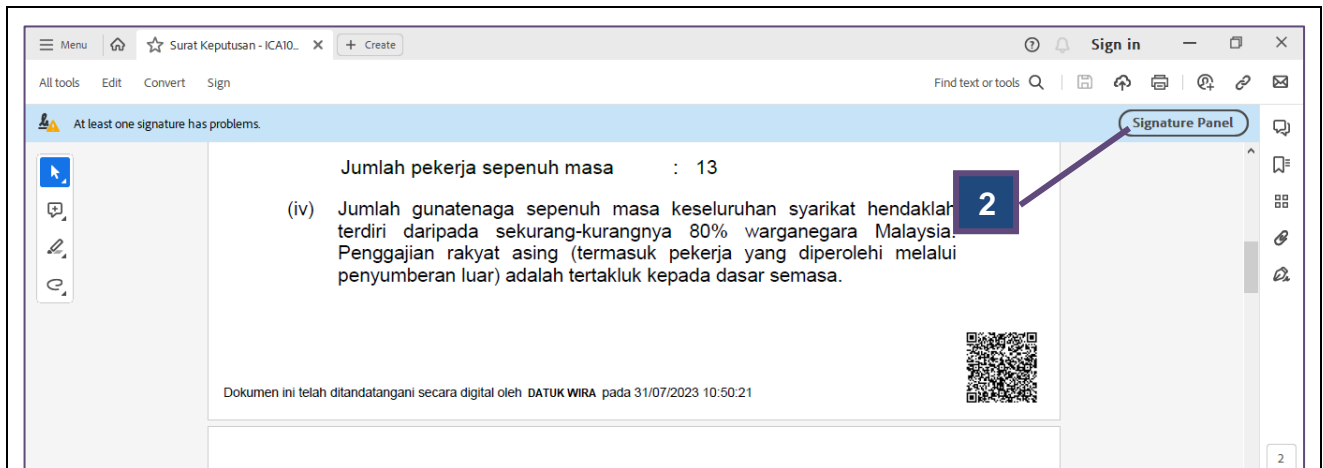 Menu
Surat Keputusan - ICA10...
+ Create
Sign in
All tools Edit Convert Sign
Find text or tools
At least one signature has problems.
Signature Panel
Jumlah pekerja sepenuh masa : 13
2
(iv) Jumlah gunatenaga sepenuh masa keseluruhan syarikat hendaklah
terdiri daripada sekurang-kurangnya 80% warganegara Malaysia.
Penggajian rakyat asing (termasuk pekerja yang diperolehi melalui
penyumberan luar) adalah tertakluk kepada dasar semasa.
Dokumen ini telah ditandatangani secara digital oleh DATUK WIRA pada 31/07/2023 10:50:21
2